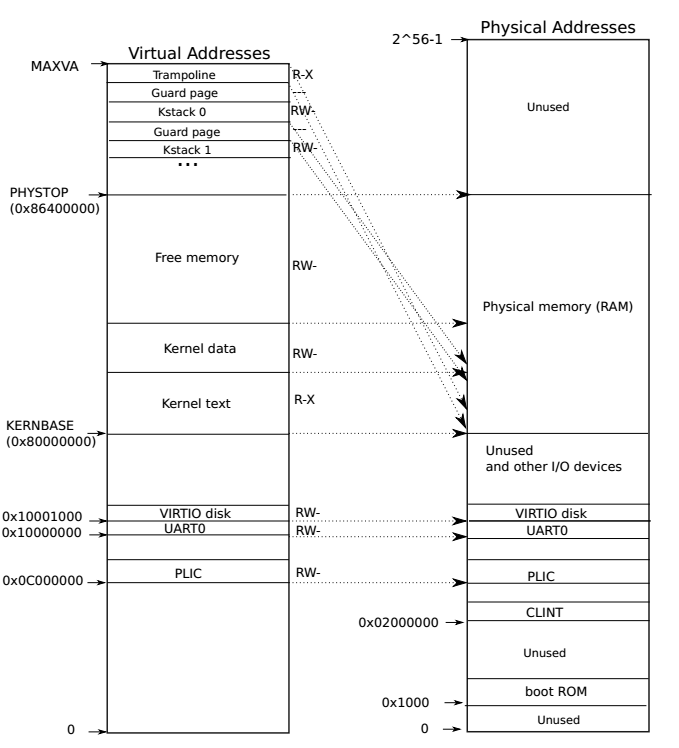 Physical Addresses
2^56-1
Virtual Addresses
MAXVA
Trampoline
R-X
Guard page
---
Kstack 0
RW-
Guard page
---
Kstack 1
RW-
...
Unused
PHYSTOP
(0x86400000)
Free memory
RW-
Physical memory (RAM)
Kernel data
RW-
Kernel text
R-X
KERNBASE
(0x80000000)
Unused
and other I/O devices
0x10001000
VIRTIO disk
RW-
VIRTIO disk
0x10000000
UART0
RW-
UART0
0x0C000000
PLIC
RW-
PLIC
CLINT
0x02000000
Unused
boot ROM
0x1000
Unused
0
0